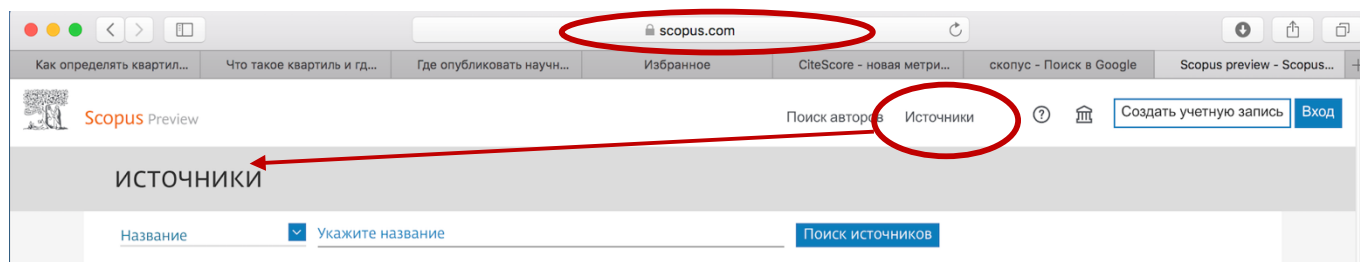 scopus.com
Как определять квартил... Что такое квартиль и гд... Где опубликовать научн... Избранное CiteScore - новая метри... скопус - Поиск в Google Scopus preview - Scopus...
Scopus Preview Поиск авторов Источники Создать учетную запись Вход
источники
Название Укажите название Поиск источников